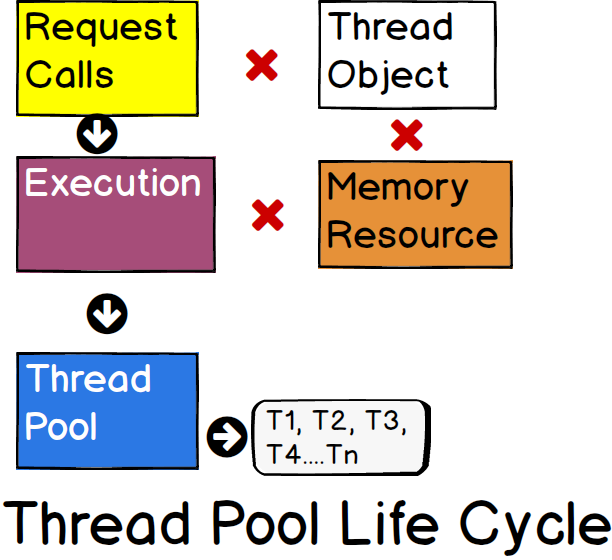 Request
Calls
Thread
Object
Execution
Memory
Resource
Thread
Pool
T1, T2, T3,
T4....Tn
Thread Pool Life Cycle